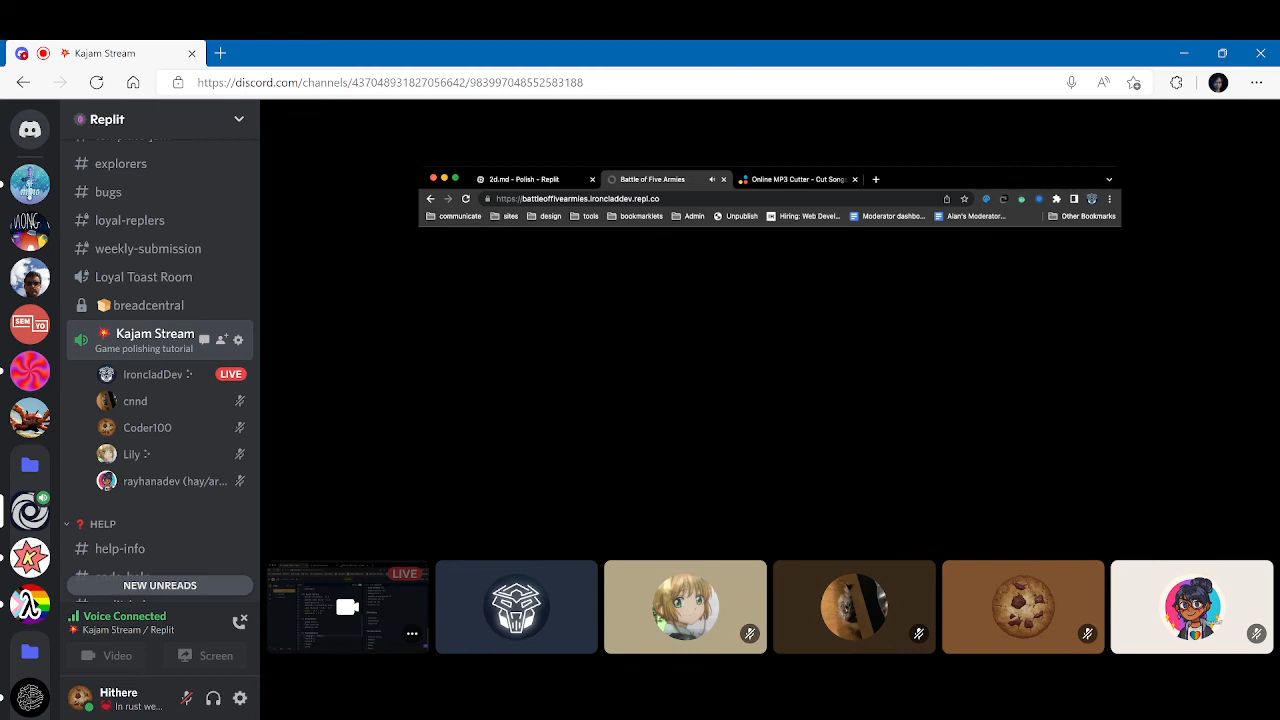 Kajam Stream
https://discord.com/channels/437048931827056642/983997048552583188
Replit
explorers
bugs
loyal-replers
weekly-submission
Loyal Toast Room
breadcentral
Kajam Stream
Game polishing tutorial
IroncladDev :·
LIVE
cnnd
Coder100
Lily :·
rayhanadev (hay/ar...
HELP
help-info
NEW UNREADS
Voice Connected
Kajam Stream / Replit
Video
Screen
Hithere
In rust we...
2d.md - Polish - Replit
Battle of Five Armies
Online MP3 Cutter - Cut Song
https://battleoffivearmies.ironcladdev.repl.co
communicate
sites
design
tools
bookmarklets
Admin
Unpublish
Hiring: Web Devel...
Moderator dashbo...
Alan's Moderator...
Other Bookmarks
LIVE
SEM
YO